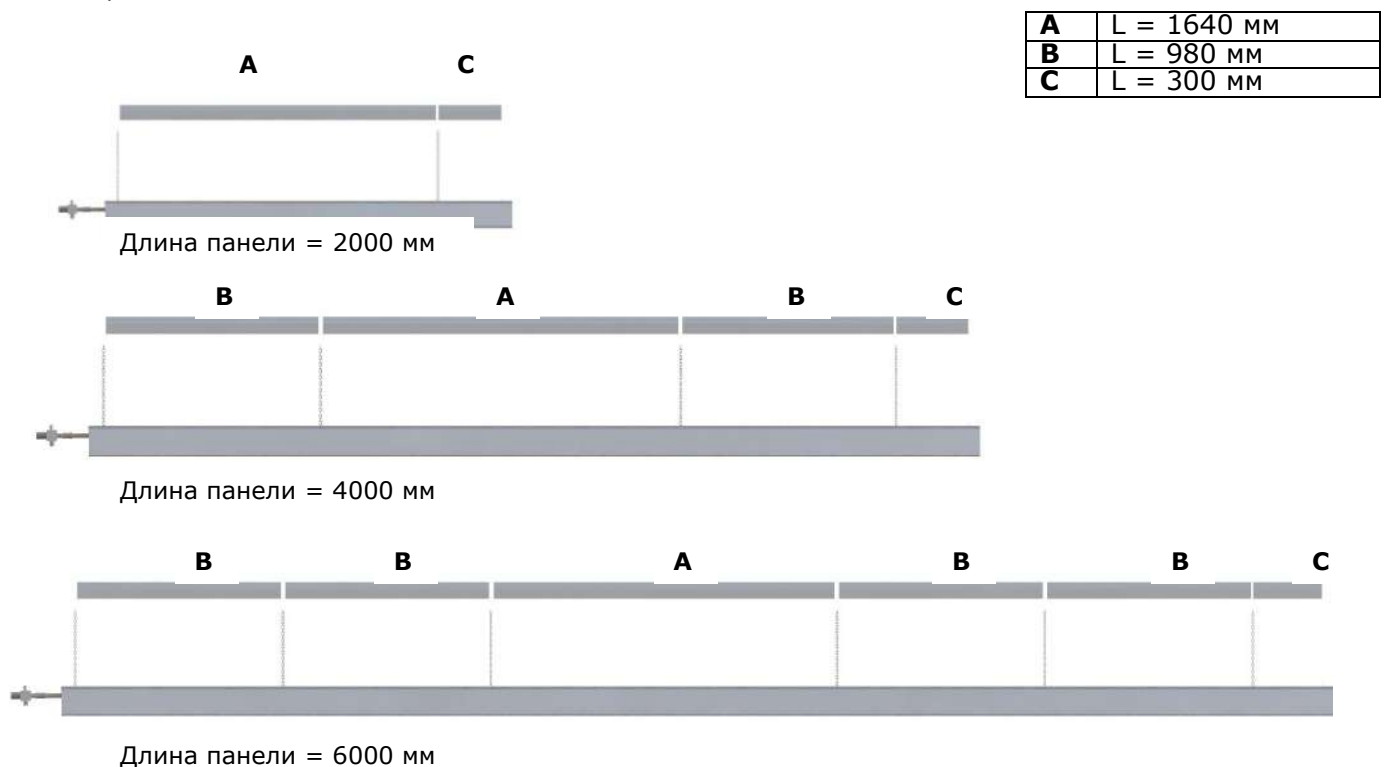 A L = 1640 мм
B L = 980 мм
C L = 300 мм
A C
Длина панели = 2000 мм
B A B C
Длина панели = 4000 мм
B B A B B C
Длина панели = 6000 мм